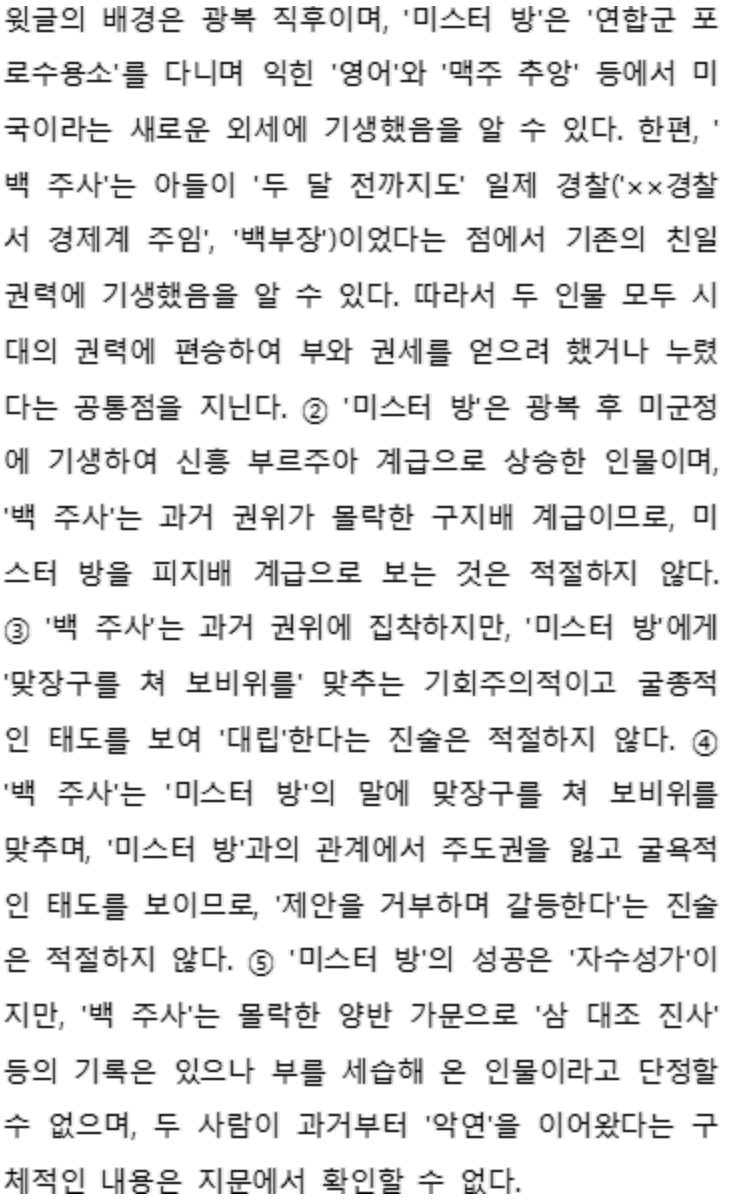 윗글의 배경은 광복 직후이며, '미스터 방'은 '연합군 포
로수용소'를 다니며 익힌 '영어'와 '맥주 추앙' 등에서 미
국이라는 새로운 외세에 기생했음을 알 수 있다. 한편, '
백 주사'는 아들이 '두 달 전까지도' 일제 경찰('××경찰
서 경제계 주임', '백부장')이었다는 점에서 기존의 친일
권력에 기생했음을 알 수 있다. 따라서 두 인물 모두 시
대의 권력에 편승하여 부와 권세를 얻으려 했거나 누렸
다는 공통점을 지닌다. ② '미스터 방'은 광복 후 미군정
에 기생하여 신흥 부르주아 계급으로 상승한 인물이며,
'백 주사'는 과거 권위가 몰락한 구지배 계급이므로, 미
스터 방을 피지배 계급으로 보는 것은 적절하지 않다.
③ '백 주사'는 과거 권위에 집착하지만, '미스터 방'에게
'맞장구를 쳐 보비위를' 맞추는 기회주의적이고 굴종적
인 태도를 보여 '대립'한다는 진술은 적절하지 않다. ④
'백 주사'는 '미스터 방'의 말에 맞장구를 쳐 보비위를
맞추며, '미스터 방'과의 관계에서 주도권을 잃고 굴욕적
인 태도를 보이므로, '제안을 거부하며 갈등한다'는 진술
은 적절하지 않다. ⑤ '미스터 방'의 성공은 '자수성가'이
지만, '백 주사'는 몰락한 양반 가문으로 '삼 대조 진사'
등의 기록은 있으나 부를 세습해 온 인물이라고 단정할
수 없으며, 두 사람이 과거부터 '악연'을 이어왔다는 구
체적인 내용은 지문에서 확인할 수 없다.